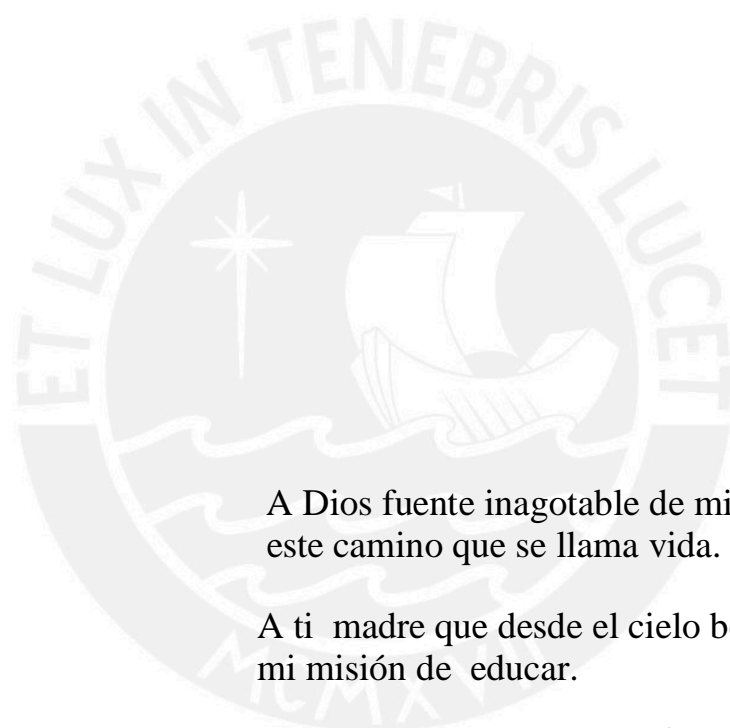 ET LUX IN TENEBRIS LUCET
A Dios fuente inagotable de mi
este camino que se llama vida.
A ti madre que desde el cielo
mi misión de educar.
MCMXVII